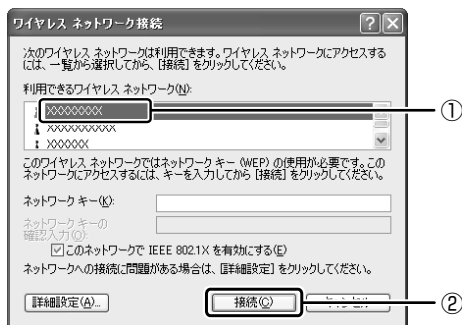 ワイヤレス ネットワーク接続
次のワイヤレス ネットワークは利用できます。ワイヤレス ネットワークにアクセスする
には、一覧から選択してから、[接続] をクリックしてください。
利用できるワイヤレス ネットワーク(N):
XXXXXXXX
①
XXXXXXXXXX
XXXXXX
このワイヤレス ネットワークではネットワーク キー (WEP) の使用が必要です。この
ネットワークにアクセスするには、キーを入力してから [接続] をクリックしてください。
ネットワーク キー(K):
ネットワーク キーの
確認入力(O):
このネットワークで IEEE 802.1X を有効にする(E)
ネットワークへの接続に問題がある場合は、[詳細設定] をクリックしてください。
詳細設定(A)... 接続(C) キャンセル
②